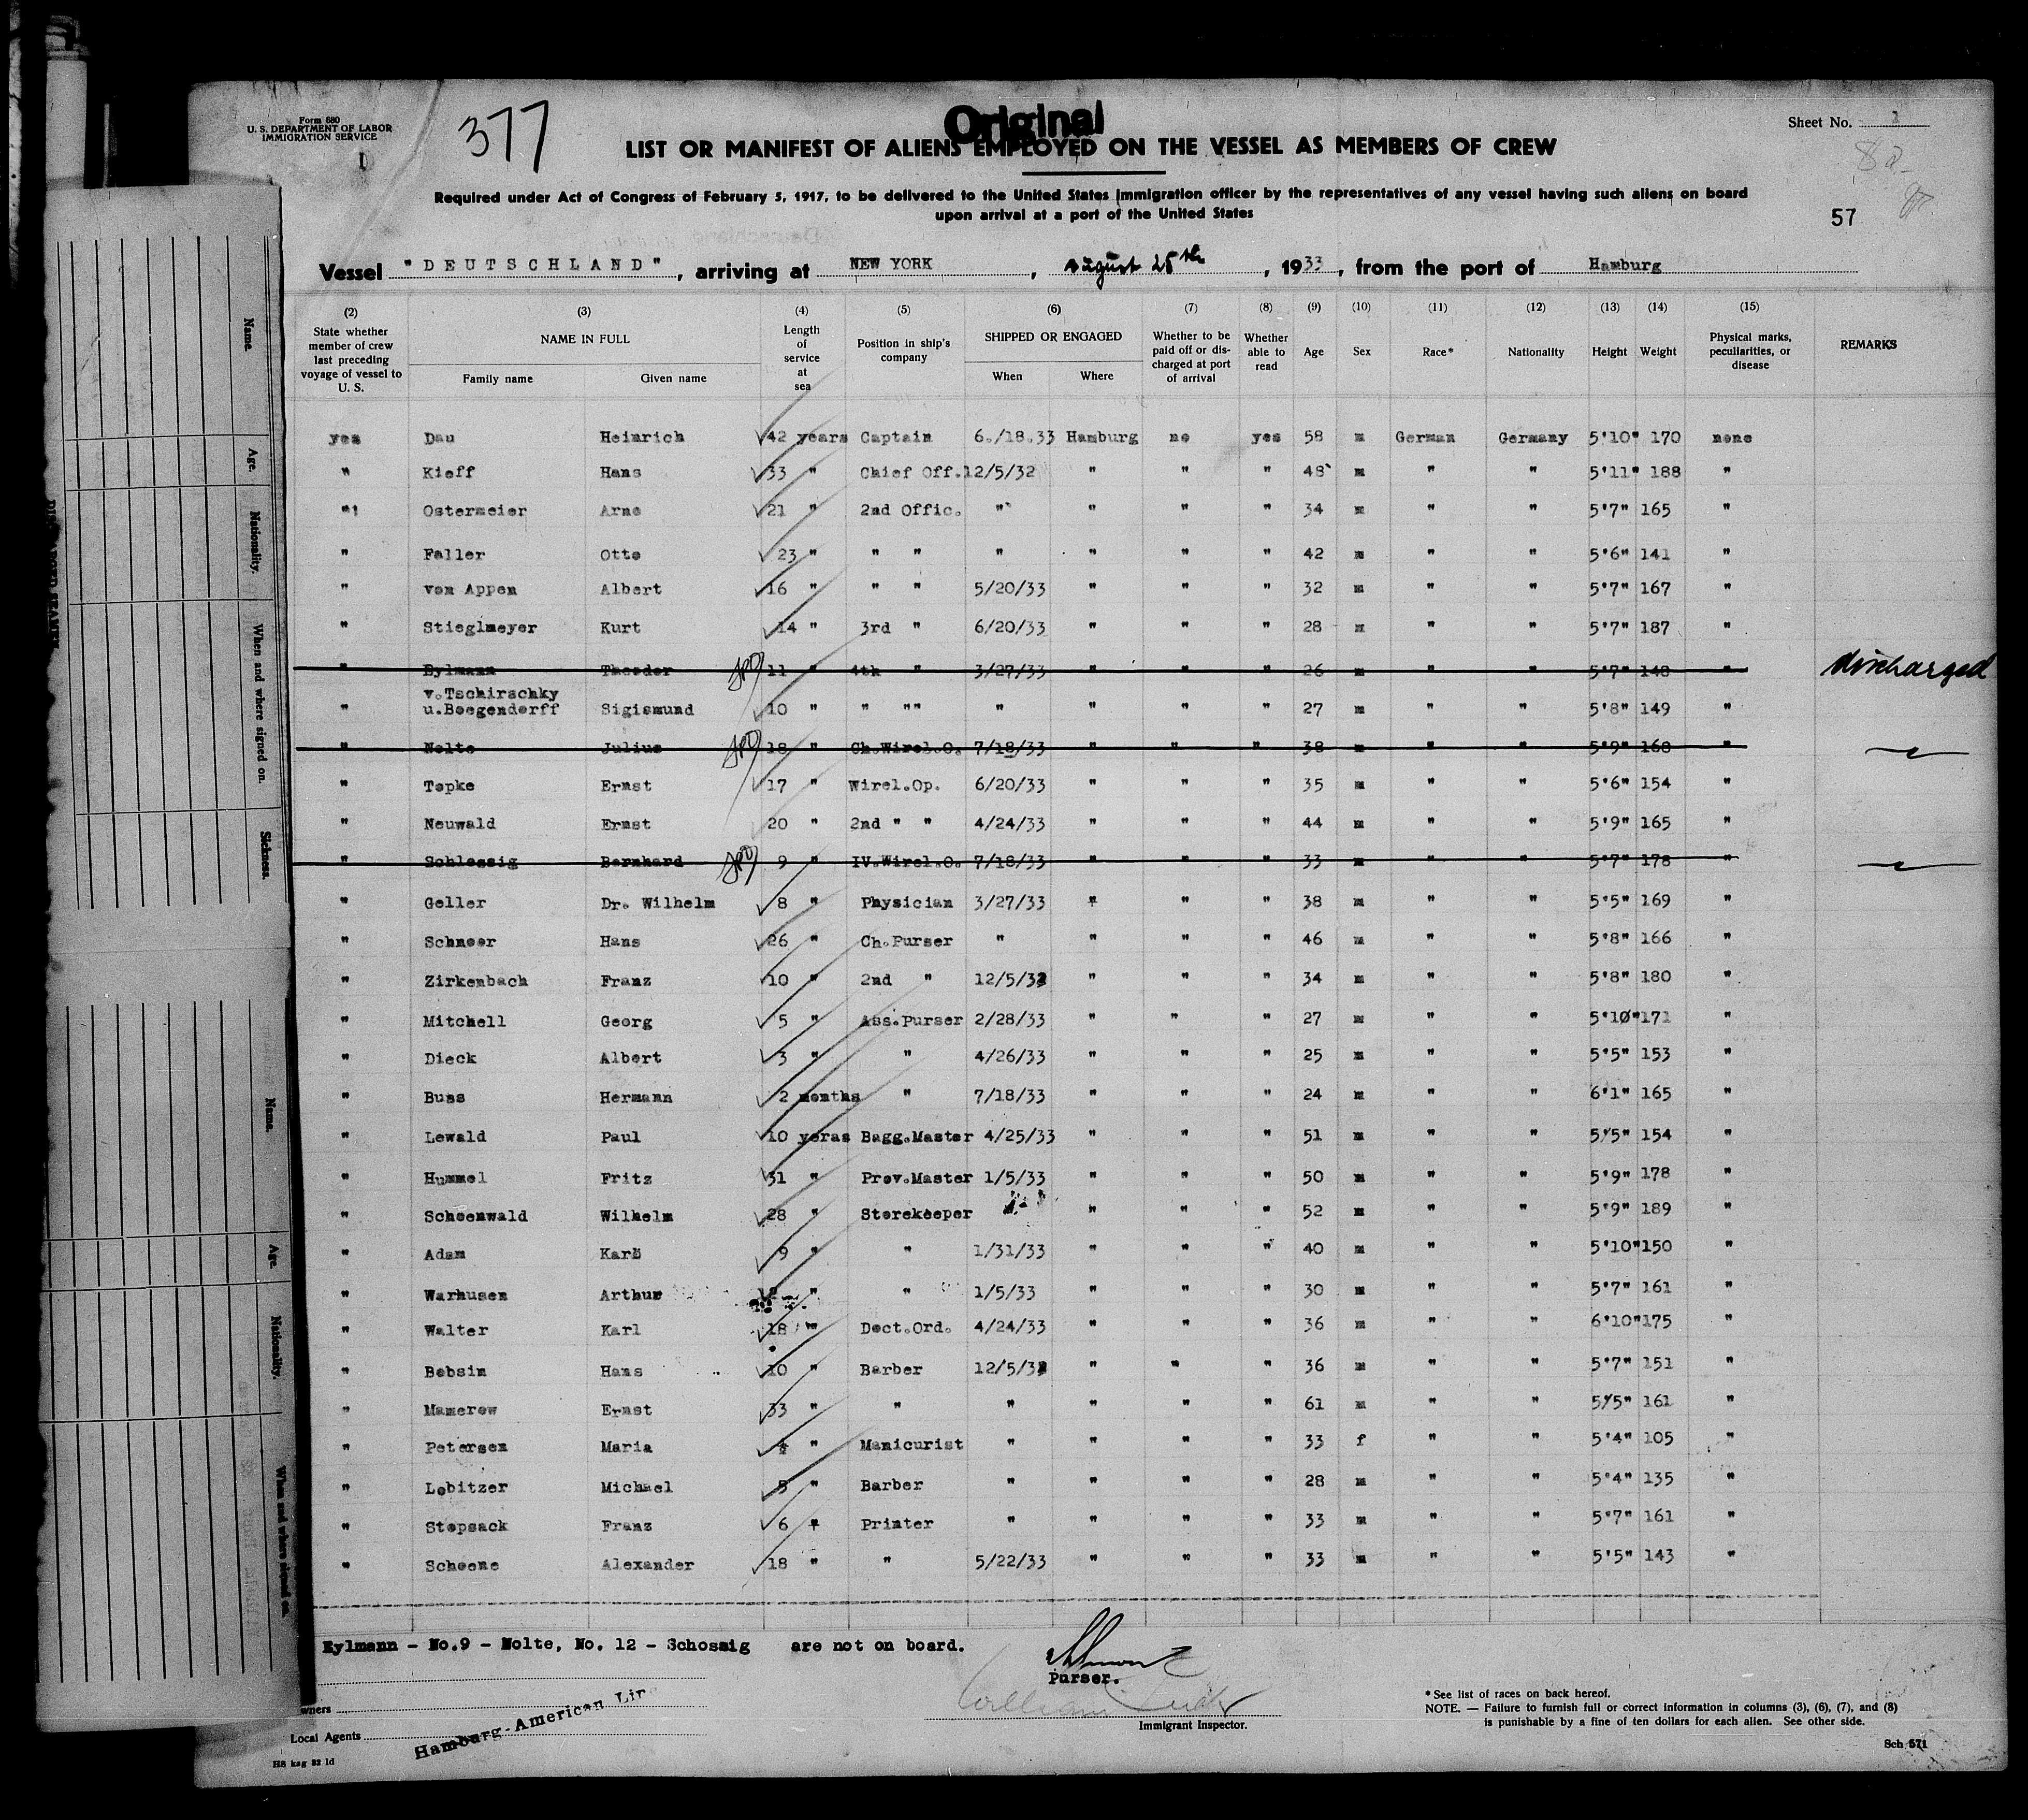 Form 680
U. S. DEPARTMENT OF LABOR
IMMIGRATION SERVICE
377
Original
Sheet No. 1
LIST OR MANIFEST OF ALIENS EMPLOYED ON THE VESSEL AS MEMBERS OF CREW
Required under Act of Congress of February 5, 1917, to be delivered to the United States immigration officer by the representatives of any vessel having such aliens on board
upon arrival at a port of the United States
57
Vessel "DEUTSCHLAND", arriving at NEW YORK, August 25th, 1933, from the port of Hamburg
(2) (3) (4) (5) (6) (7) (8) (9) (10) (11) (12) (13) (14) (15)
State whether member of crew last preceding voyage of vessel to U. S. NAME IN FULL Family name Given name Length of service at sea Position in ship's company SHIPPED OR ENGAGED When Where Whether to be paid off or discharged at port of arrival Whether able to read Age Sex Race* Nationality Height Weight Physical marks, peculiarities, or disease REMARKS
yes Dau Heinrich 42 years Captain 6./18.33 Hamburg no yes 58 m German Germany 5'10" 170 none
" Kieff Hans 33 " Chief Off. 12/5/32 " " " 48 m " " 5'11" 188 "
" Ostermeier Arno 21 " 2nd Offic. " " " " 34 m " " 5'7" 165 "
" Faller Otto 23 " " " " " " " 42 m " " 5'6" 141 "
" von Appen Albert 16 " " " 5/20/33 " " " 32 m " " 5'7" 167 "
" Stieglmeyer Kurt 14 " 3rd " 6/20/33 " " " 28 m " " 5'7" 187 "
" Eylmann Theodor 11 " 4th " 3/27/33 " " " 26 m " " 5'7" 148 " discharged
v.Tschirschky
" u.Boegendorff Sigismund 10 " " "" " " " " 27 m " " 5'8" 149 "
" Nolte Julius 18 " Ch.Wirel.O. 7/18/33 " " " 38 m " " 5'9" 168 "
" Topke Ernst 17 " Wirel.Op. 6/20/33 " " " 35 m " " 5'6" 154 "
" Neuwald Ernst 20 " 2nd " " 4/24/33 " " " 44 m " " 5'9" 165 "
" Schlossig Bernhard 9 " IV.Wirel.O. 7/18/33 " " " 33 m " " 5'7" 178 "
" Geller Dr. Wilhelm 8 " Physician 3/27/33 " " " 38 m " " 5'5" 169 "
" Schnoor Hans 26 " Ch.Purser " " " " 46 m " " 5'8" 166 "
" Zirkenbach Franz 10 " 2nd " 12/5/32 " " " 34 m " " 5'8" 180 "
" Mitchell Georg 5 " Ass.Purser 2/28/33 " " " 27 m " " 5'10" 171 "
" Dieck Albert 3 " " 4/26/33 " " " 25 m " " 5'5" 153 "
" Buss Hermann 2 months " 7/18/33 " " " 24 m " " 6'1" 165 "
" Lewald Paul 10 yeras Bagg.Master 4/25/33 " " " 51 m " " 5'5" 154 "
" Hummel Fritz 31 " Prov.Master 1/5/33 " " " 50 m " " 5'9" 178 "
" Schoenwald Wilhelm 28 " Storekeeper " " " 52 m " " 5'9" 189 "
" Adam Karl 9 " " 1/31/33 " " " 40 m " " 5'10" 150 "
" Warhusen Arthur " " 1/5/33 " " " 30 m " " 5'7" 161 "
" Walter Karl 18 " Doct.Ord. 4/24/33 " " " 36 m " " 6'10" 175 "
" Bobsin Hans 10 " Barber 12/5/32 " " " 36 m " " 5'7" 151 "
" Mamerow Ernst 33 " " " " " " 61 m " " 5'5" 161 "
" Petersen Maria 4 " Manicurist " " " " 33 f " " 5'4" 105 "
" Lobitzer Michael 5 " Barber " " " " 28 m " " 5'4" 135 "
" Stopsack Franz 6 " Printer " " " " 33 m " " 5'7" 161 "
" Schoene Alexander 18 " " 5/22/33 " " " 33 m " " 5'5" 143 "
Eylmann - No.9 - Nolte, No. 12 - Schossig are not on board.
Purser.
Immigrant Inspector.
wners
Local Agents Hamburg-American Line
HB kag 32 1d
* See list of races on back hereof.
NOTE. — Failure to furnish full or correct information in columns (3), (6), (7), and (8)
is punishable by a fine of ten dollars for each alien. See other side.
Sch 571
Name.
Age.
Nationality.
When and where signed on.
Sickness.
Name.
Age.
Nationality.
When and where signed on.